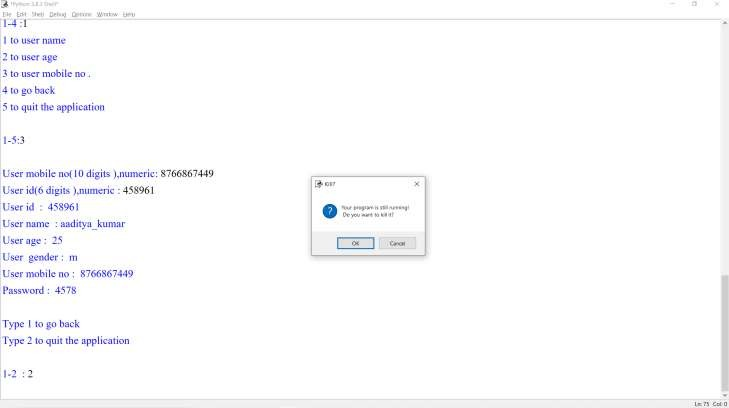 *Python 3.8.3 Shell*
File Edit Shell Debug Options Window Help
1-4 :1
1 to user name
2 to user age
3 to user mobile no .
4 to go back
5 to quit the application
1-5:3
User mobile no(10 digits ),numeric: 8766867449
User id(6 digits ),numeric : 458961
User id : 458961
User name : aaditya_kumar
User age : 25
User gender : m
User mobile no : 8766867449
Password : 4578
Type 1 to go back
Type 2 to quit the application
1-2 : 2
Kill?
Your program is still running!
Do you want to kill it?
OK Cancel
Ln: 75 Col: 0